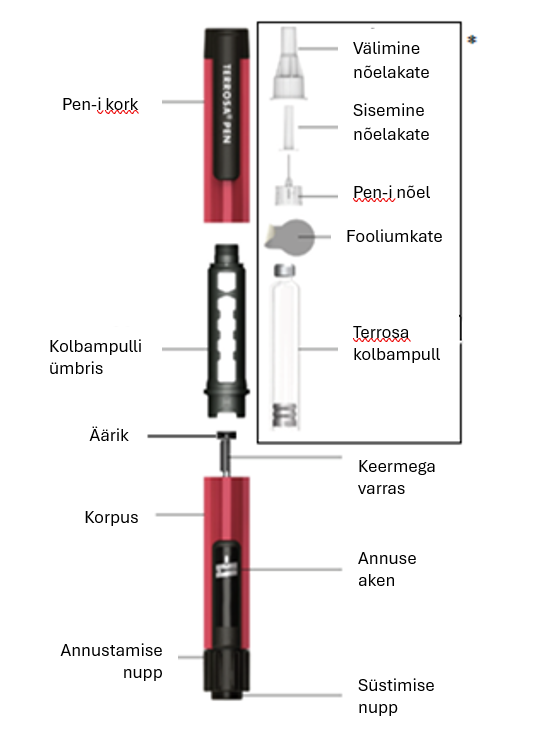 Pen-i kork
TERROSA® PEN
Välimine
nõelakate
*
Sisemine
nõelakate
Pen-i nõel
Fooliumkate
Kolbampulli
ümbris
Terrosa
kolbampull
Äärik
Keermega
varras
Korpus
Annuse
aken
Annustamise
nupp
Süstimise
nupp